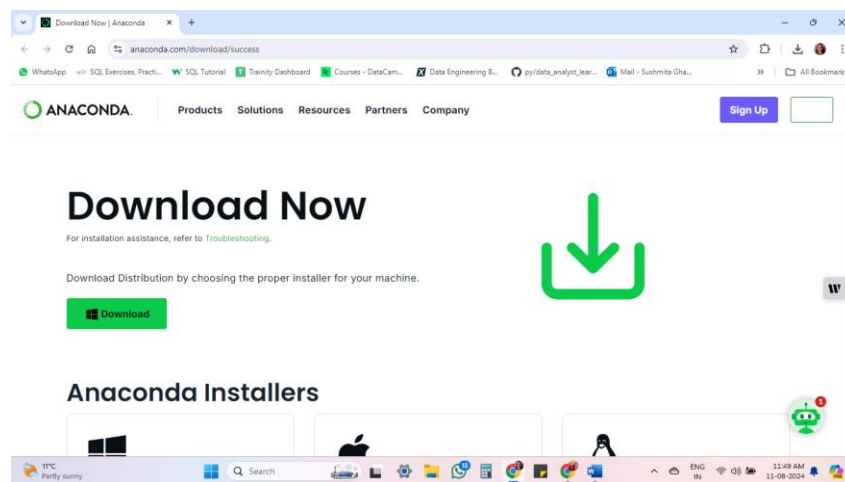 Download Now | Anaconda
anaconda.com/download/success
WhatsApp SQL Exercises, Practi... SQL Tutorial Trainity Dashboard Courses - DataCam... Data Engineering B... py/data_analyst_lear... Mail - Sushmita Gha... All Bookmarks
ANACONDA. Products Solutions Resources Partners Company Sign Up
Download Now
For installation assistance, refer to Troubleshooting.
Download Distribution by choosing the proper installer for your machine.
Download
Anaconda Installers
1
11°C
Partly sunny
Search
ENG
IN
11:49 AM
11-08-2024